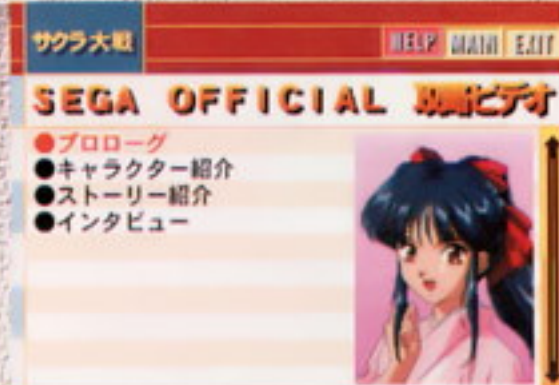 サクラ大戦
HELP MAIN EXIT
SEGA OFFICIAL 攻略ビデオ
●プロローグ
●キャラクター紹介
●ストーリー紹介
●インタビュー